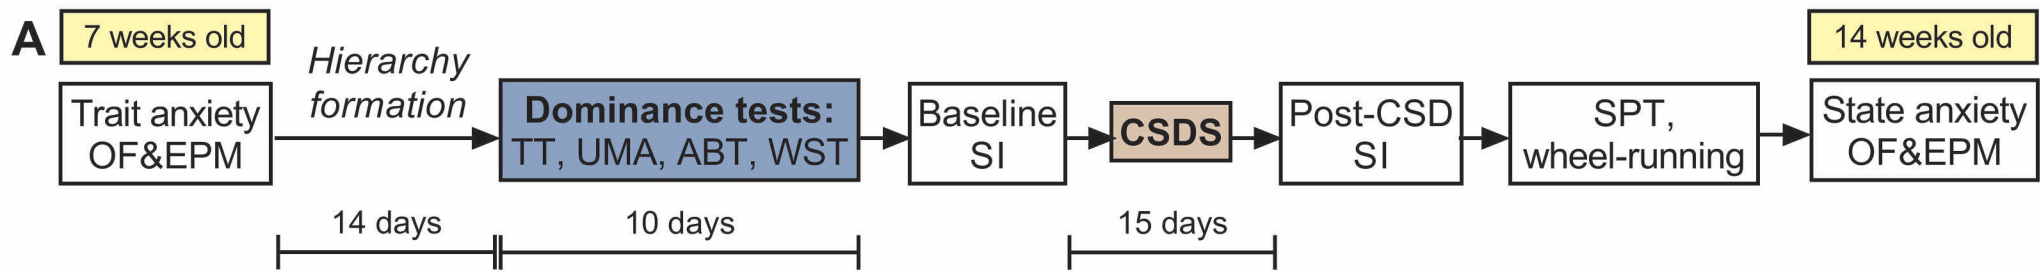 A
7 weeks old
Trait anxiety
OF&EPM
Hierarchy
formation
Dominance tests:
TT, UMA, ABT, WST
Baseline
SI
CSDS
Post-CSD
SI
SPT,
wheel-running
14 weeks old
State anxiety
OF&EPM
14 days
10 days
15 days